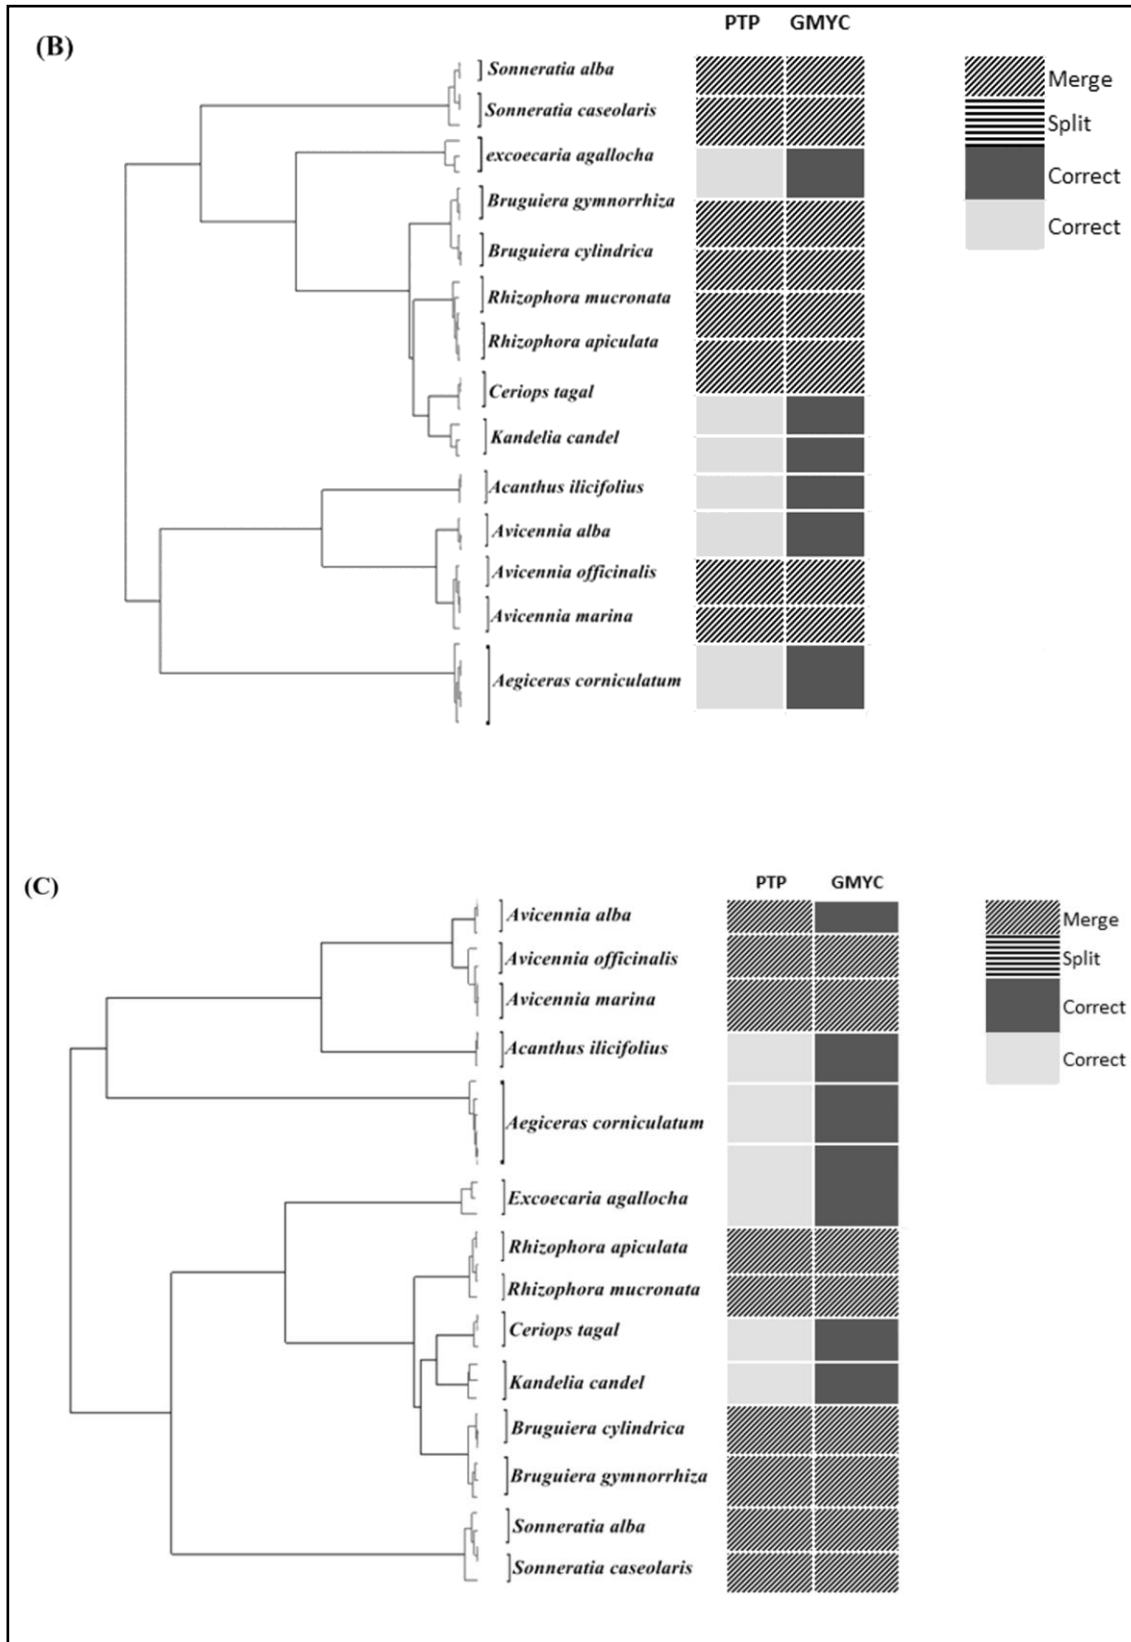 (B)
PTP GMYC
Sonneratia alba
Sonneratia caseolaris
excoecaria agallocha
Bruguiera gymnorrhiza
Bruguiera cylindrica
Rhizophora mucronata
Rhizophora apiculata
Ceriops tagal
Kandelia candel
Acanthus ilicifolius
Avicennia alba
Avicennia officinalis
Avicennia marina
Aegiceras corniculatum
Merge
Split
Correct
Correct
(C)
PTP GMYC
Avicennia alba
Avicennia officinalis
Avicennia marina
Acanthus ilicifolius
Aegiceras corniculatum
Excoecaria agallocha
Rhizophora apiculata
Rhizophora mucronata
Ceriops tagal
Kandelia candel
Bruguiera cylindrica
Bruguiera gymnorrhiza
Sonneratia alba
Sonneratia caseolaris
Merge
Split
Correct
Correct